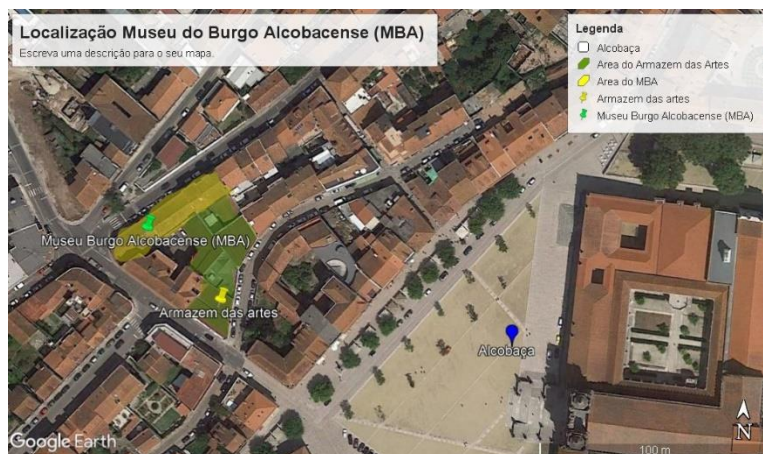 Localização Museu do Burgo Alcobacense (MBA)
Escreva uma descrição para o seu mapa.
Legenda
Alcobaça
Area do Armazem das Artes
Area do MBA
Armazem das artes
Museu Burgo Alcobacense (MBA)
Museu Burgo Alcobacense (MBA)
Armazem das artes
Alcobaça
Google Earth
N
100 m